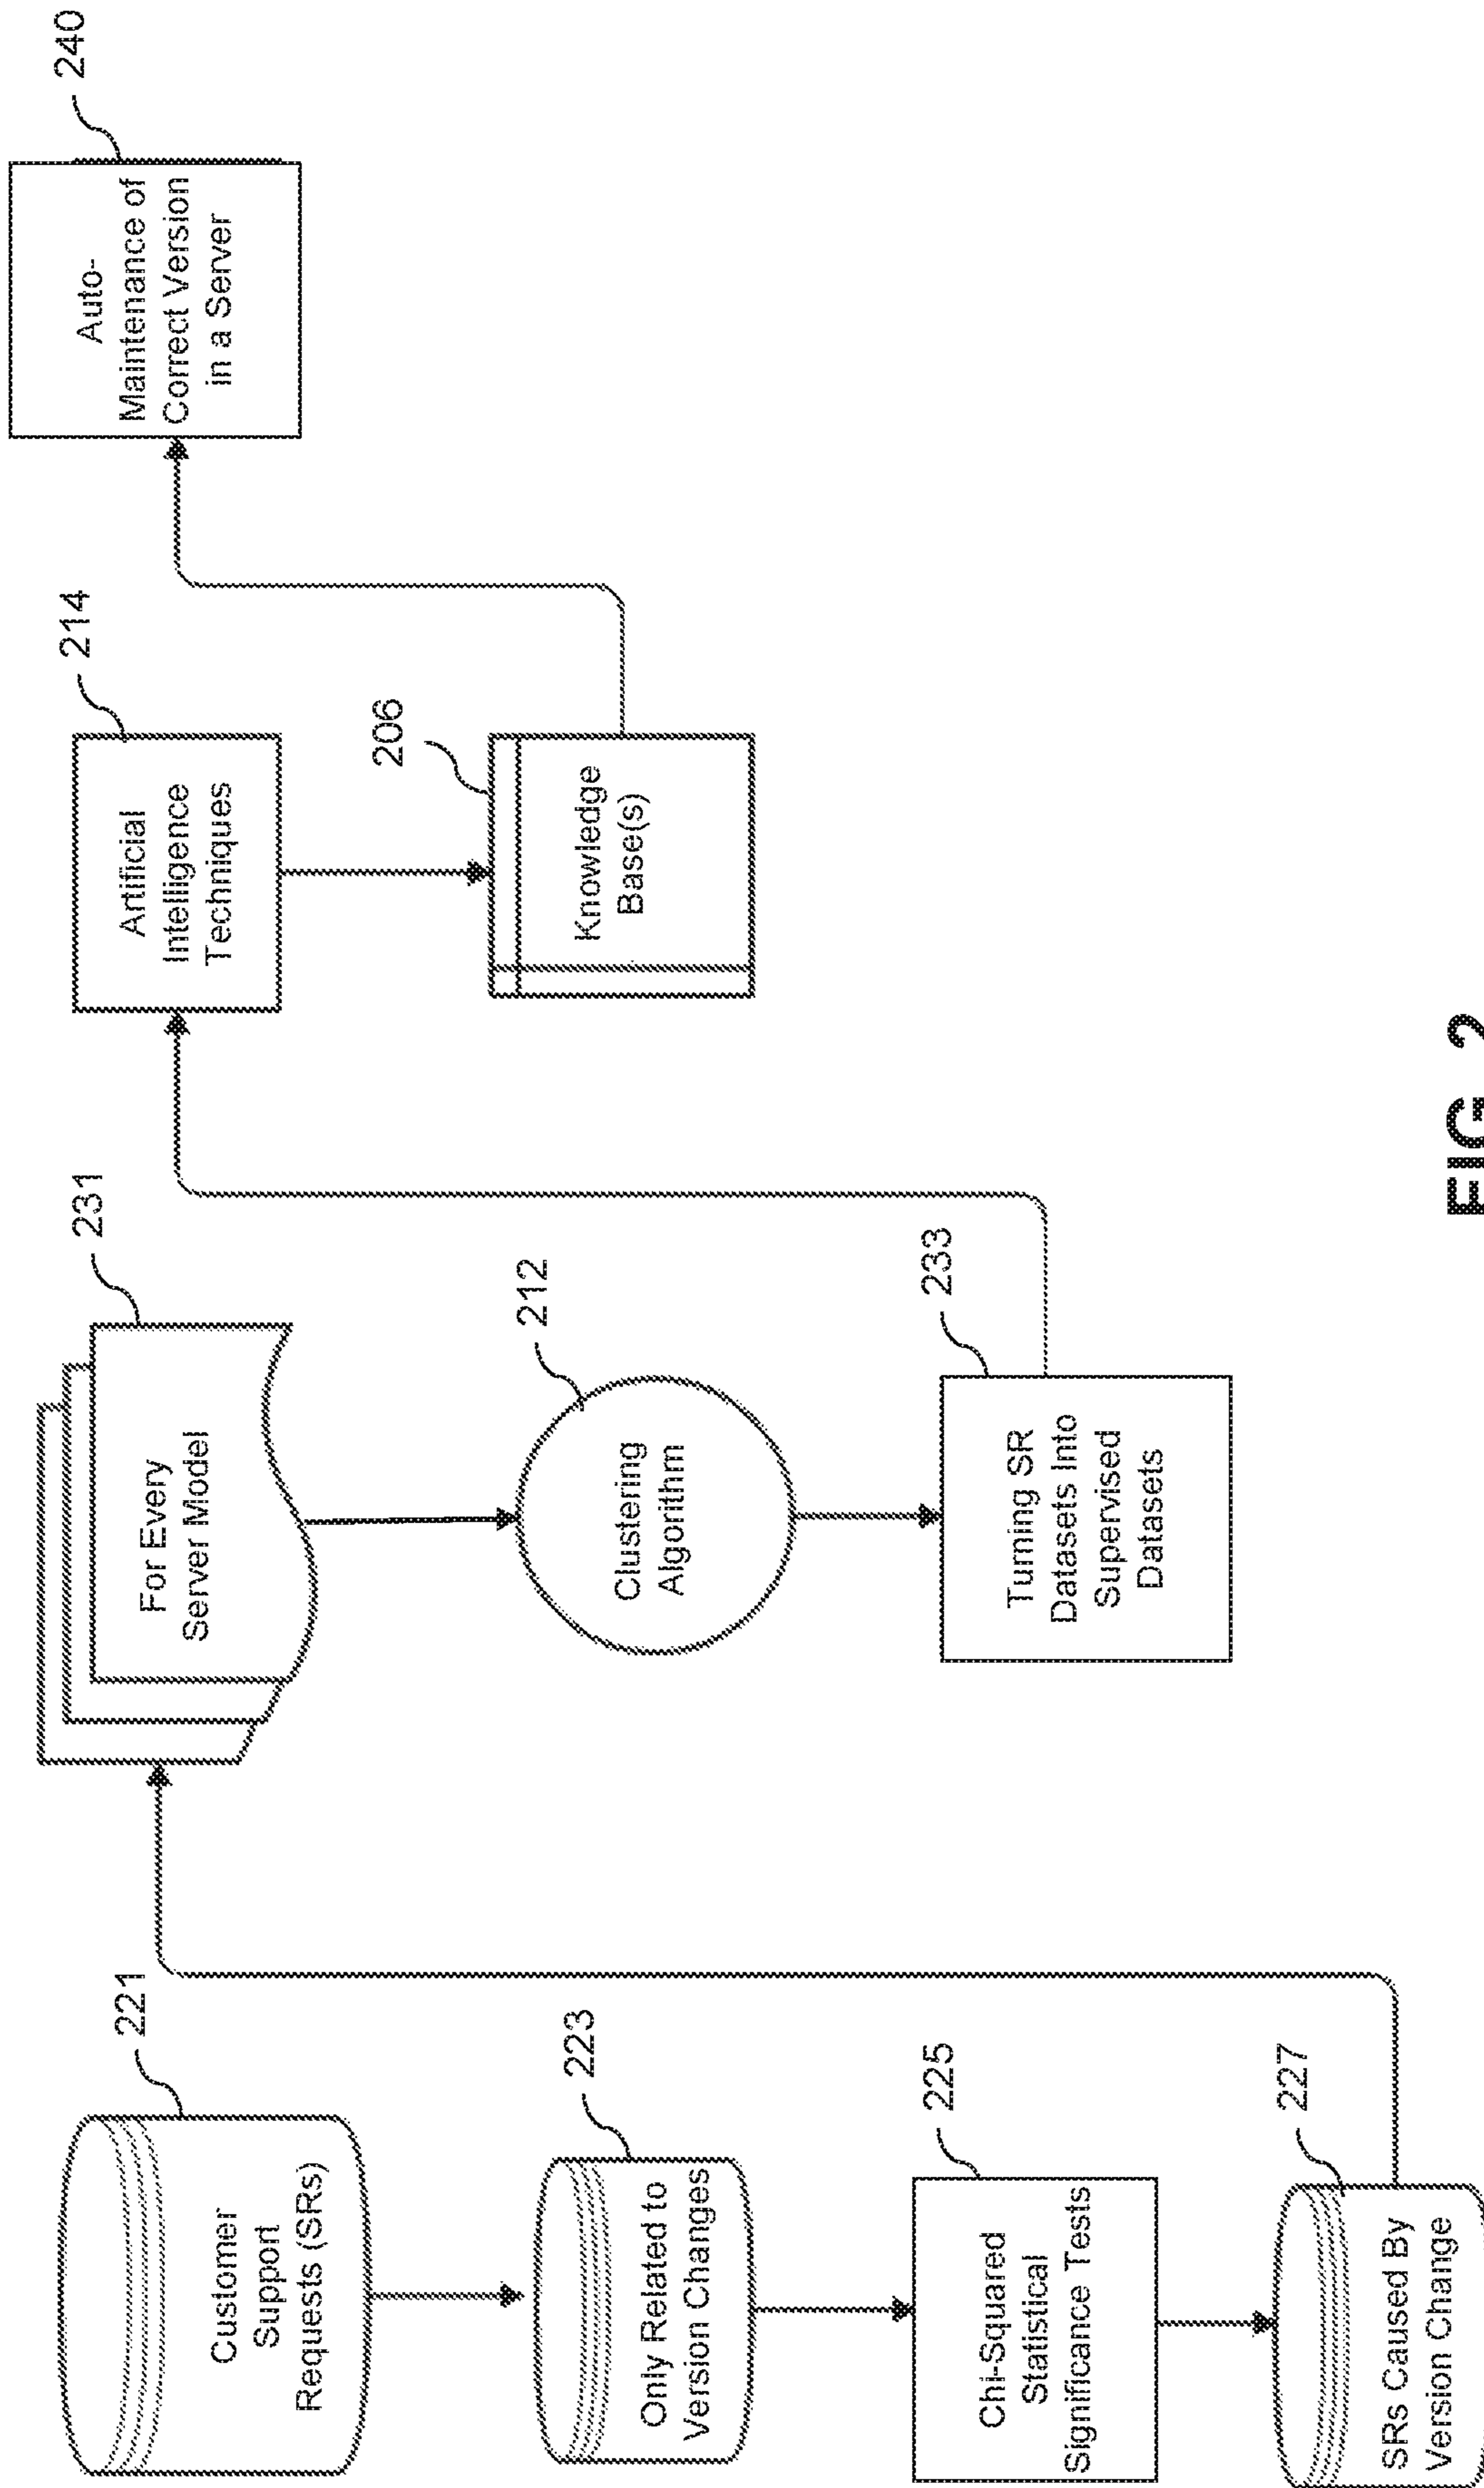 221
Customer
Support
Requests (SRs)
223
Only Related to
Version Changes
225
Chi-Squared
Statistical
Significance Tests
227
SRs Caused By
Version Change
231
For Every
Server Model
212
Clustering
Algorithm
233
Turning SR
Datasets Into
Supervised
Datasets
214
Artificial
Intelligence
Techniques
206
Knowledge
Base(s)
240
Auto-
Maintenance of
Correct Version
in a Server
FIG. 2